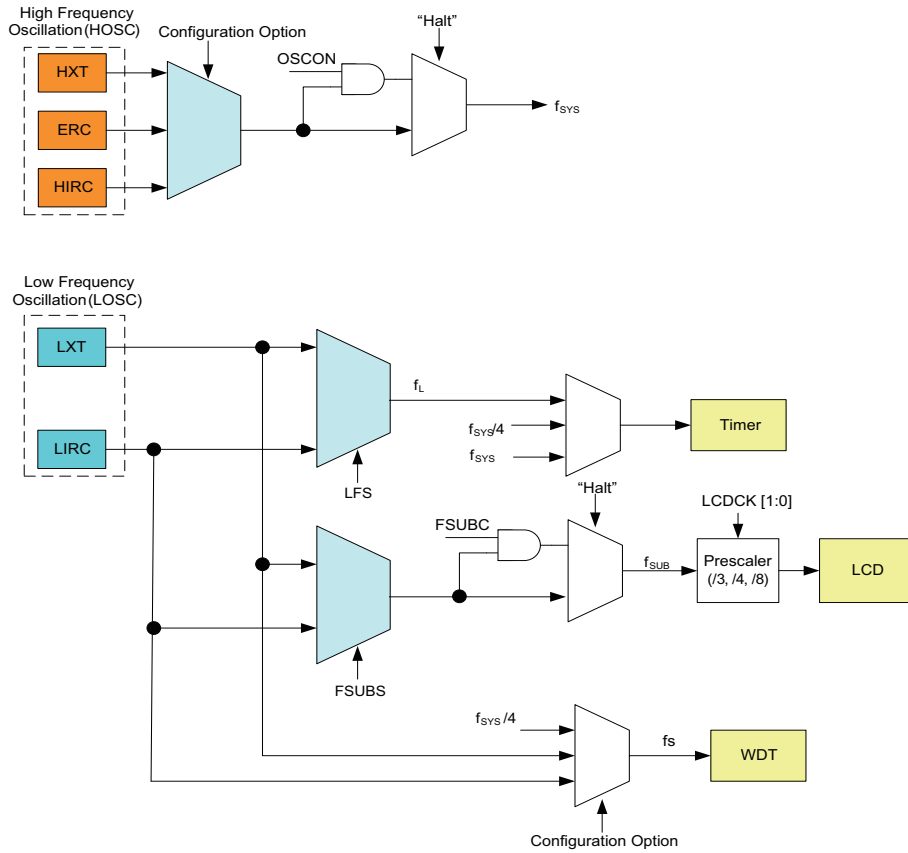 High Frequency
Oscillation (HOSC)
Configuration Option
"Halt"
HXT
OSCON
ERC
fSYS
HIRC
Low Frequency
Oscillation (LOSC)
LXT
fL
fSYS/4
Timer
LIRC
fSYS
LFS
"Halt"
LCDCK [1:0]
FSUBC
fSUB
Prescaler
(/3, /4, /8)
LCD
FSUBS
fSYS /4
fs
WDT
Configuration Option